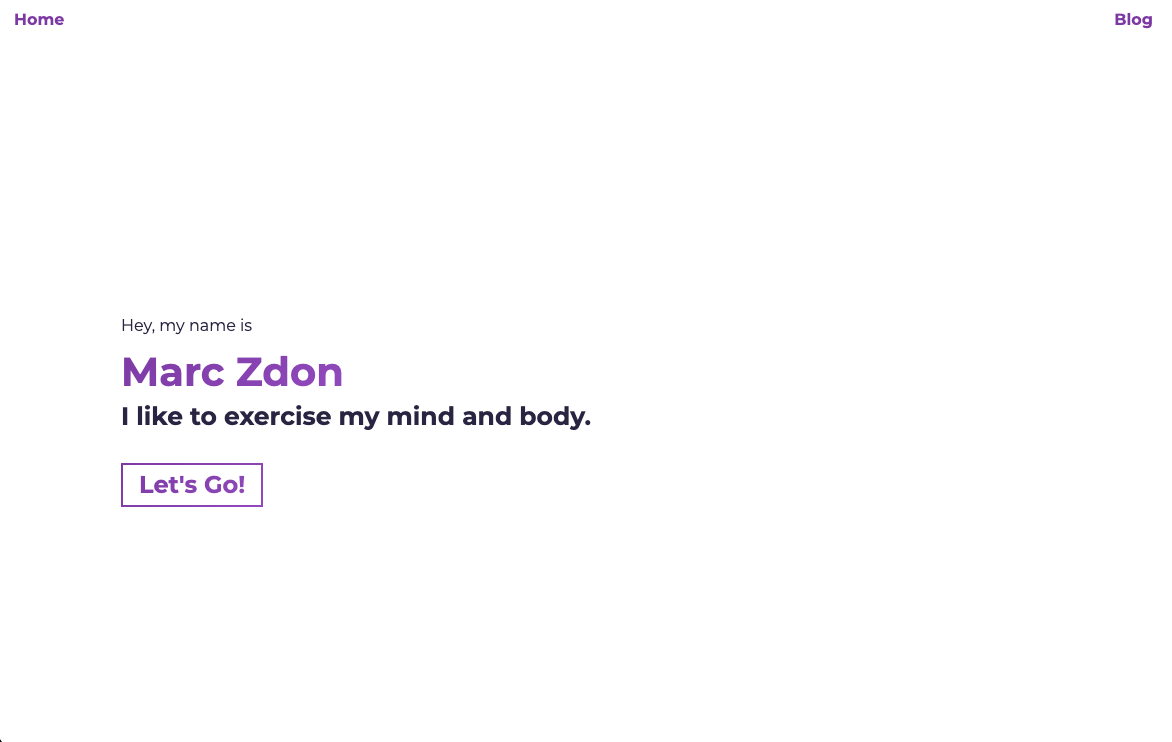 Home
Blog
Hey, my name is
Marc Zdon
I like to exercise my mind and body.
Let's Go!